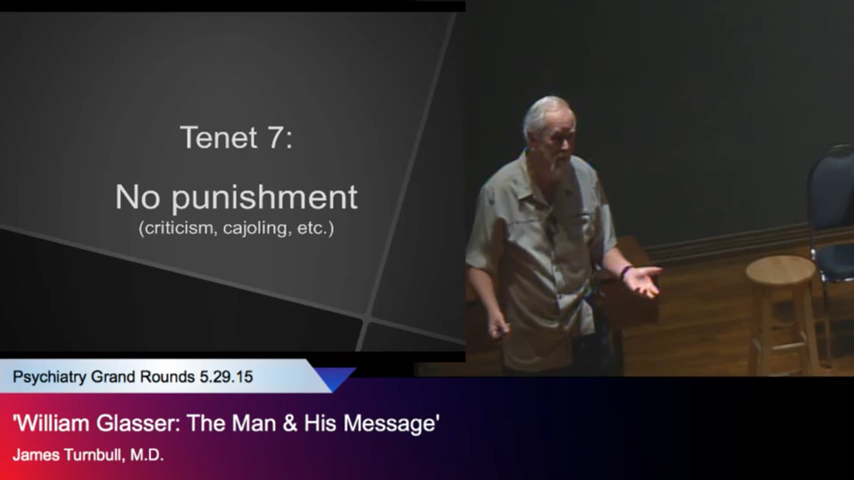 Tenet 7:
No punishment
(criticism, cajoling, etc.)
Psychiatry Grand Rounds 5.29.15
'William Glasser: The Man & His Message'
James Turnbull, M.D.